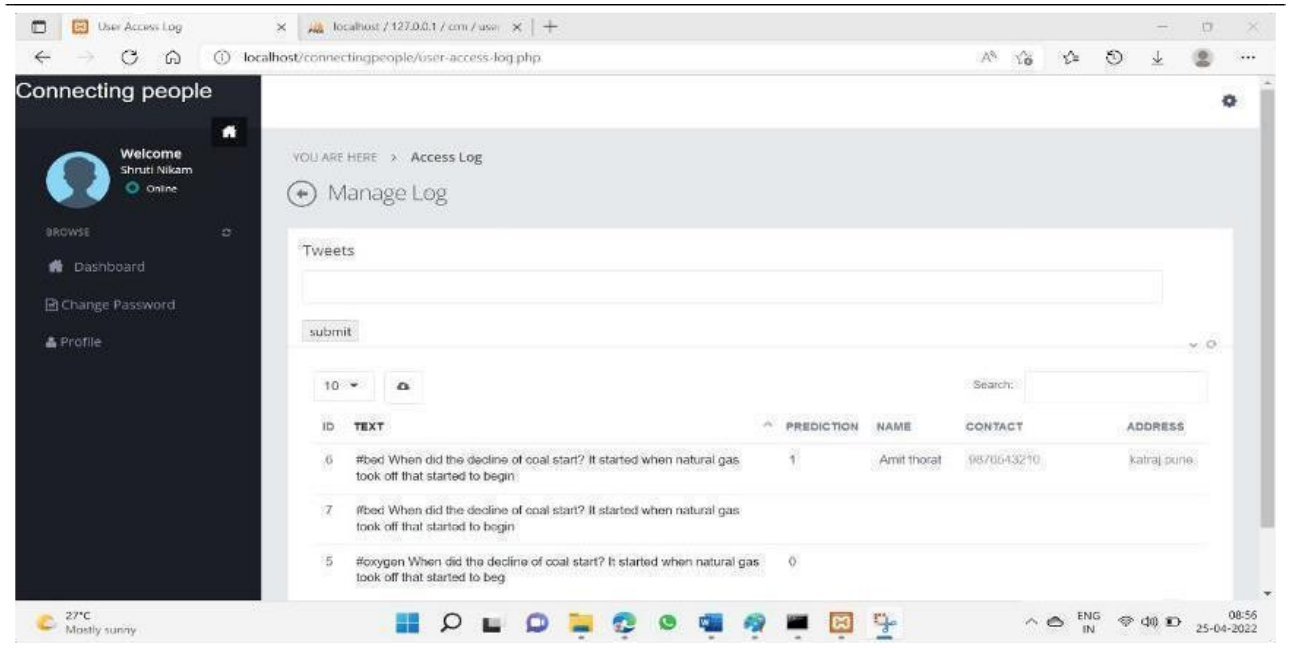 User Access Log
localhost / 127.0.0.1 / crm / user
localhost/connectingpeople/user-access-log.php
Connecting people
Welcome
Shruti Nikam
Online
BROWSE
Dashboard
Change Password
Profile
YOU ARE HERE > Access Log
Manage Log
Tweets
submit
10
Search:
ID TEXT PREDICTION NAME CONTACT ADDRESS
6 #bed When did the decline of coal start? It started when natural gas 1 Amit thorat 9876543210 katraj pune
took off that started to begin
7 #bed When did the decline of coal start? It started when natural gas
took off that started to begin
5 #oxygen When did the decline of coal start? It started when natural gas 0
took off that started to beg
27°C
Mostly sunny
ENG
IN
08:56
25-04-2022